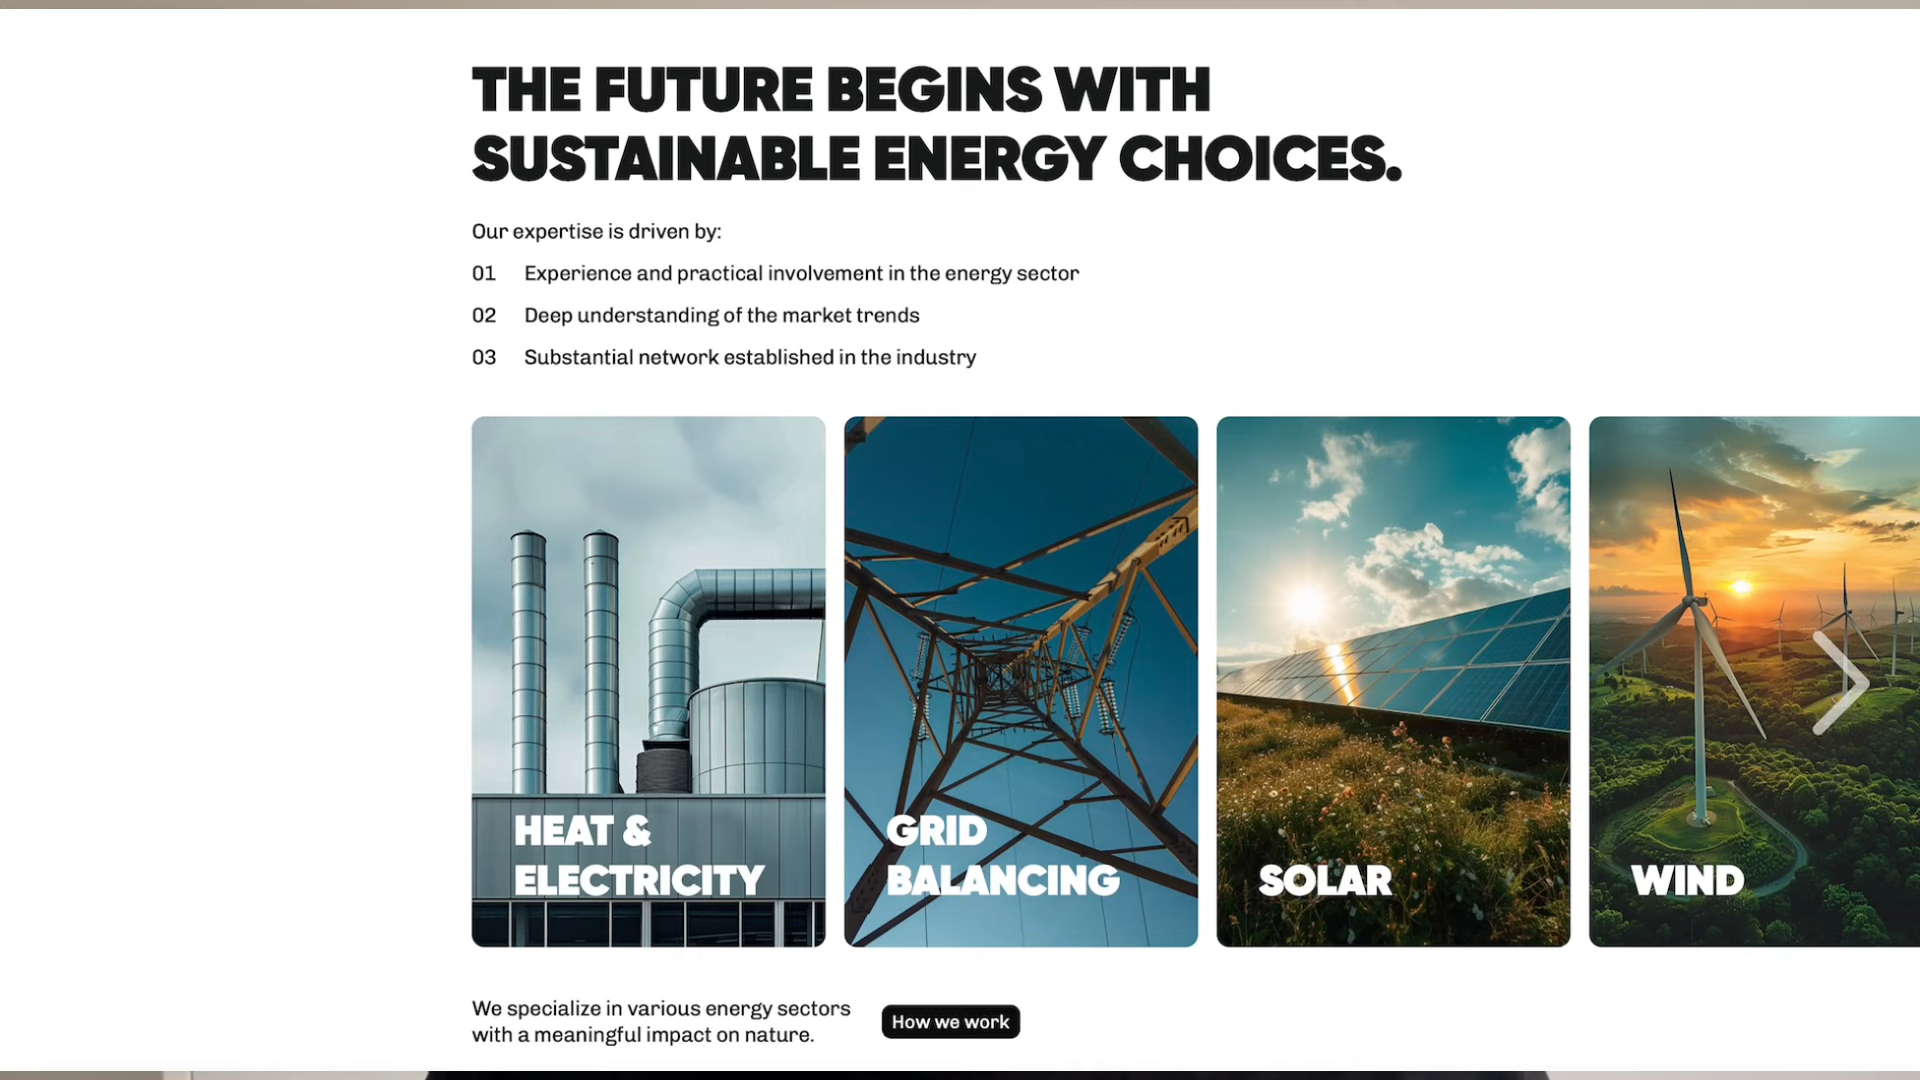 THE FUTURE BEGINS WITH
SUSTAINABLE ENERGY CHOICES.
Our expertise is driven by:
01 Experience and practical involvement in the energy sector
02 Deep understanding of the market trends
03 Substantial network established in the industry
HEAT &
ELECTRICITY
GRID
BALANCING
SOLAR
WIND
We specialize in various energy sectors
with a meaningful impact on nature.
How we work